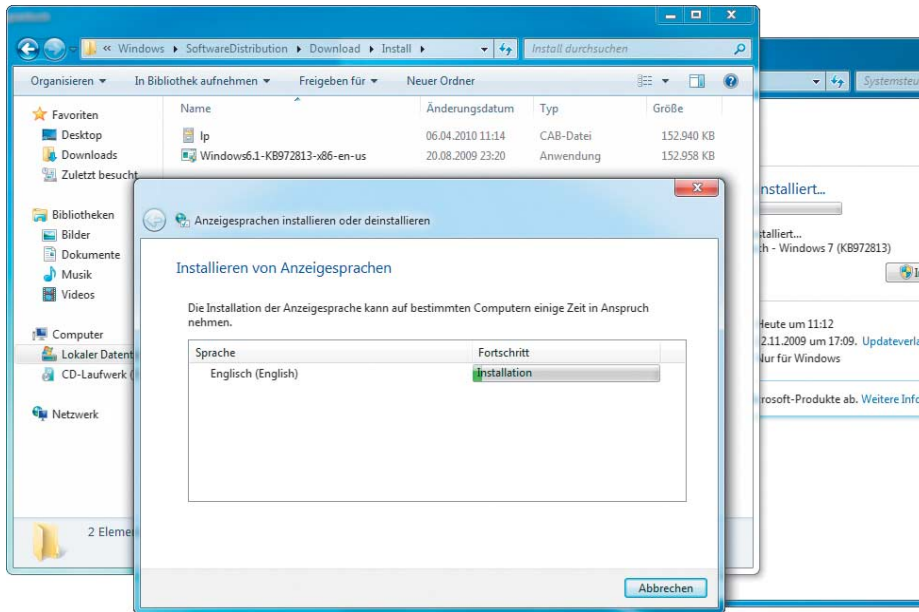 « Windows ▸ SoftwareDistribution ▸ Download ▸ Install ▸
Install durchsuchen
Organisieren
In Bibliothek aufnehmen
Freigeben für
Neuer Ordner
Name
Änderungsdatum
Typ
Größe
lp
06.04.2010 11:14
CAB-Datei
152.940 KB
Windows6.1-KB972813-x86-en-us
20.08.2009 23:20
Anwendung
152.958 KB
Favoriten
Desktop
Downloads
Zuletzt besucht
Bibliotheken
Bilder
Dokumente
Musik
Videos
Computer
Lokaler Datent
CD-Laufwerk (
Netzwerk
2 Eleme
Anzeigesprachen installieren oder deinstallieren
Installieren von Anzeigesprachen
Die Installation der Anzeigesprache kann auf bestimmten Computern einige Zeit in Anspruch
nehmen.
Sprache
Fortschritt
Englisch (English)
Installation
Abbrechen
Systemsteu
nstalliert...
stalliert...
ch - Windows 7 (KB972813)
Heute um 11:12
2.11.2009 um 17:09. Updateverla
Nur für Windows
rosoft-Produkte ab. Weitere Info